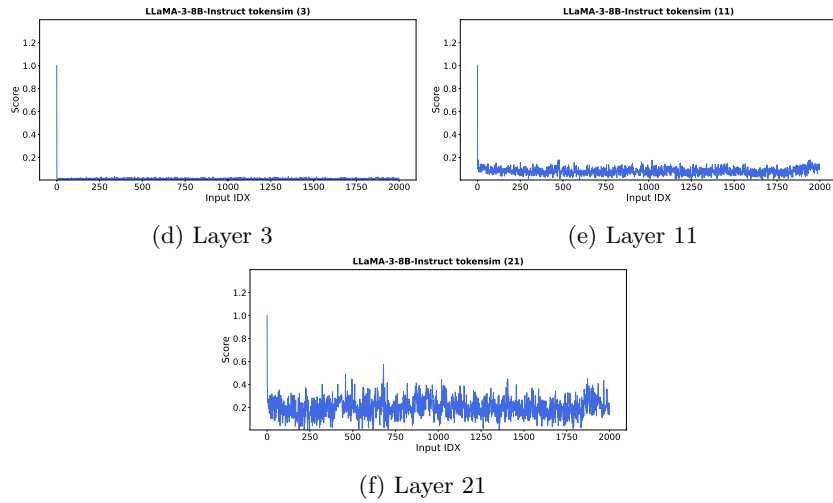 LLaMA-3-8B-Instruct tokensim (3)
1.2
1.0
0.8
0.6
0.4
0.2
Score
0 250 500 750 1000 1250 1500 1750 2000
Input IDX
(d) Layer 3
LLaMA-3-8B-Instruct tokensim (11)
1.2
1.0
0.8
0.6
0.4
0.2
Score
0 250 500 750 1000 1250 1500 1750 2000
Input IDX
(e) Layer 11
LLaMA-3-8B-Instruct tokensim (21)
1.2
1.0
0.8
0.6
0.4
0.2
Score
0 250 500 750 1000 1250 1500 1750 2000
Input IDX
(f) Layer 21